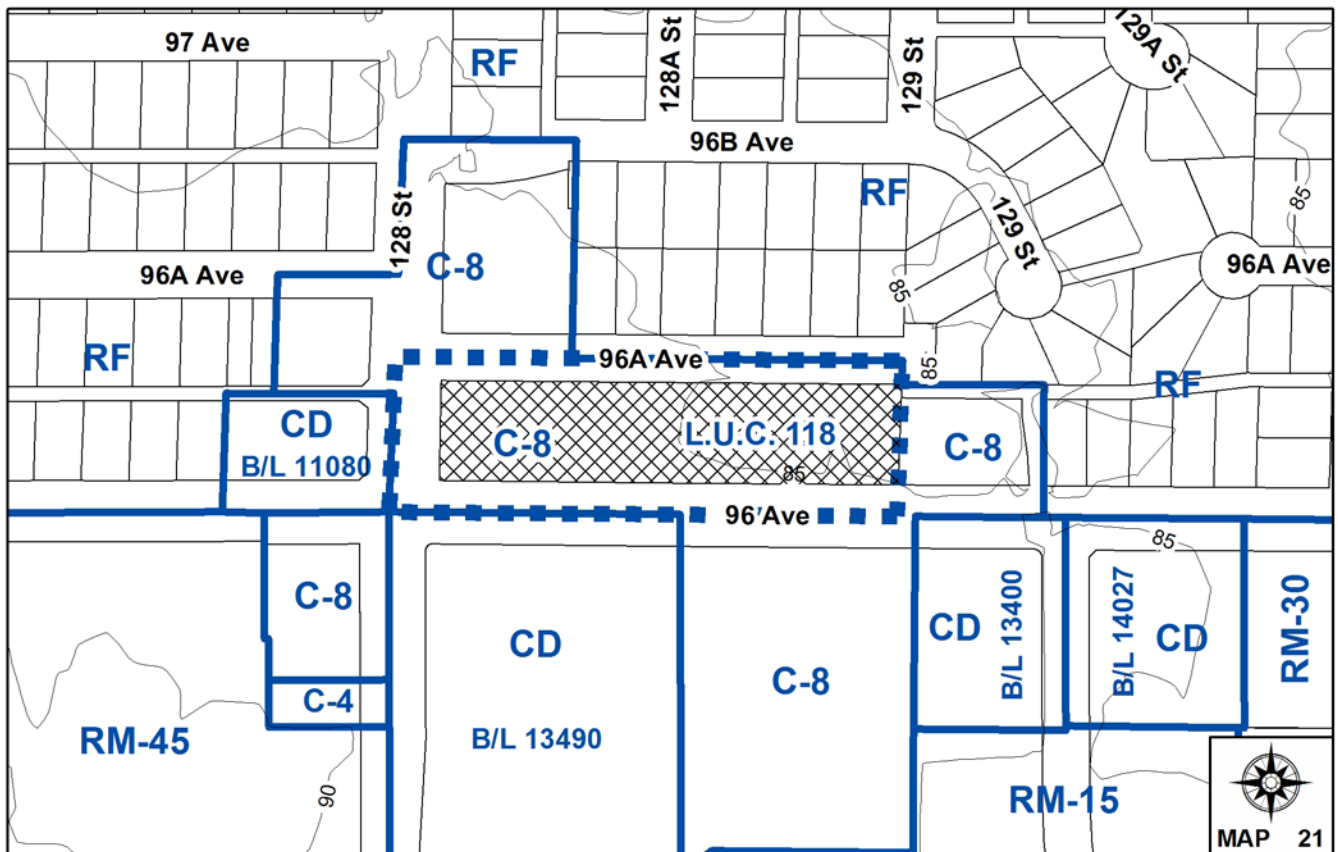 97 Ave
RF
128A St
129 St
129A St
96B Ave
RF
128 St
129 St
85
96A Ave
C-8
96A Ave
85
RF
96A Ave
85
RF
CD
B/L 11080
C-8
L.U.C. 118
C-8
85
96 Ave
85
C-8
CD
CD
B/L 13400
B/L 14027
CD
RM-30
C-8
C-4
B/L 13490
RM-45
90
RM-15
MAP 21